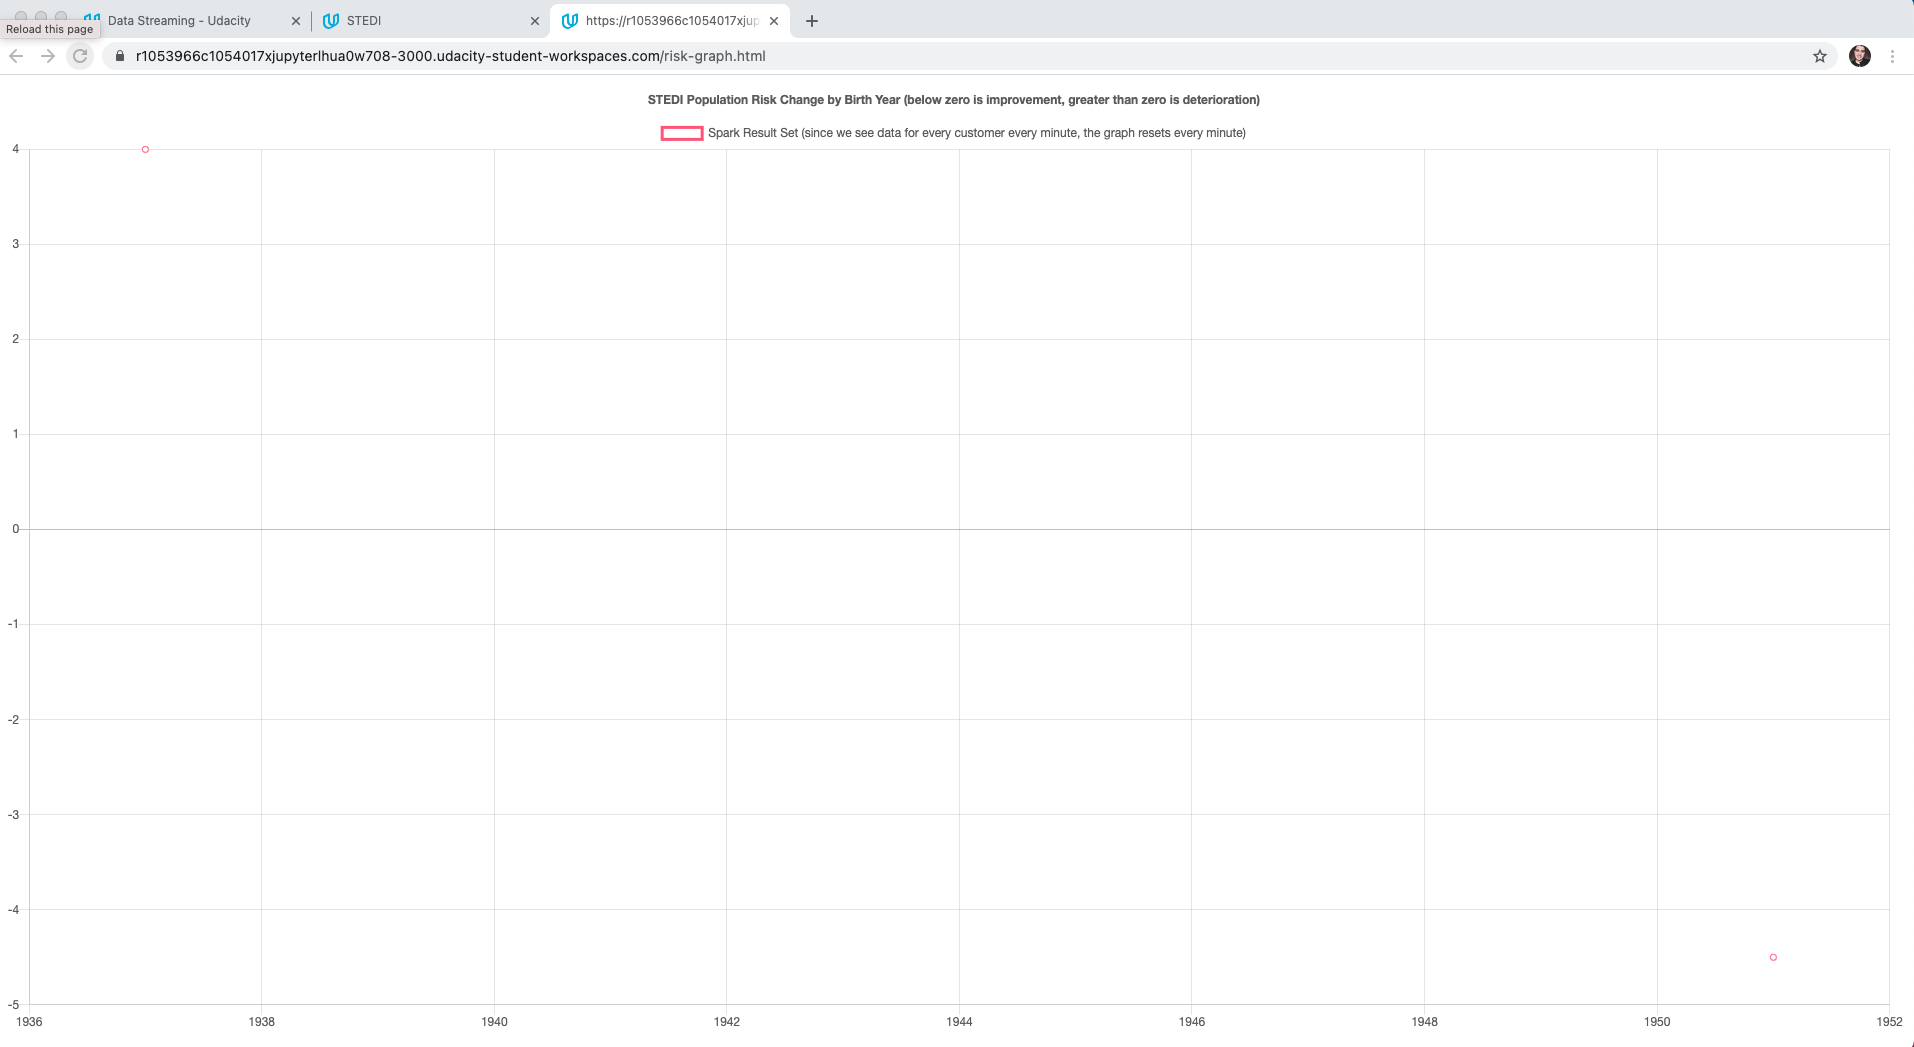 Data Streaming - Udacity
STEDI
https://r1053966c1054017xjup
Reload this page
r1053966c1054017xjupyterlhua0w708-3000.udacity-student-workspaces.com/risk-graph.html
STEDI Population Risk Change by Birth Year (below zero is improvement, greater than zero is deterioration)
Spark Result Set (since we see data for every customer every minute, the graph resets every minute)
4
3
2
1
0
-1
-2
-3
-4
-5
1936 1938 1940 1942 1944 1946 1948 1950 1952